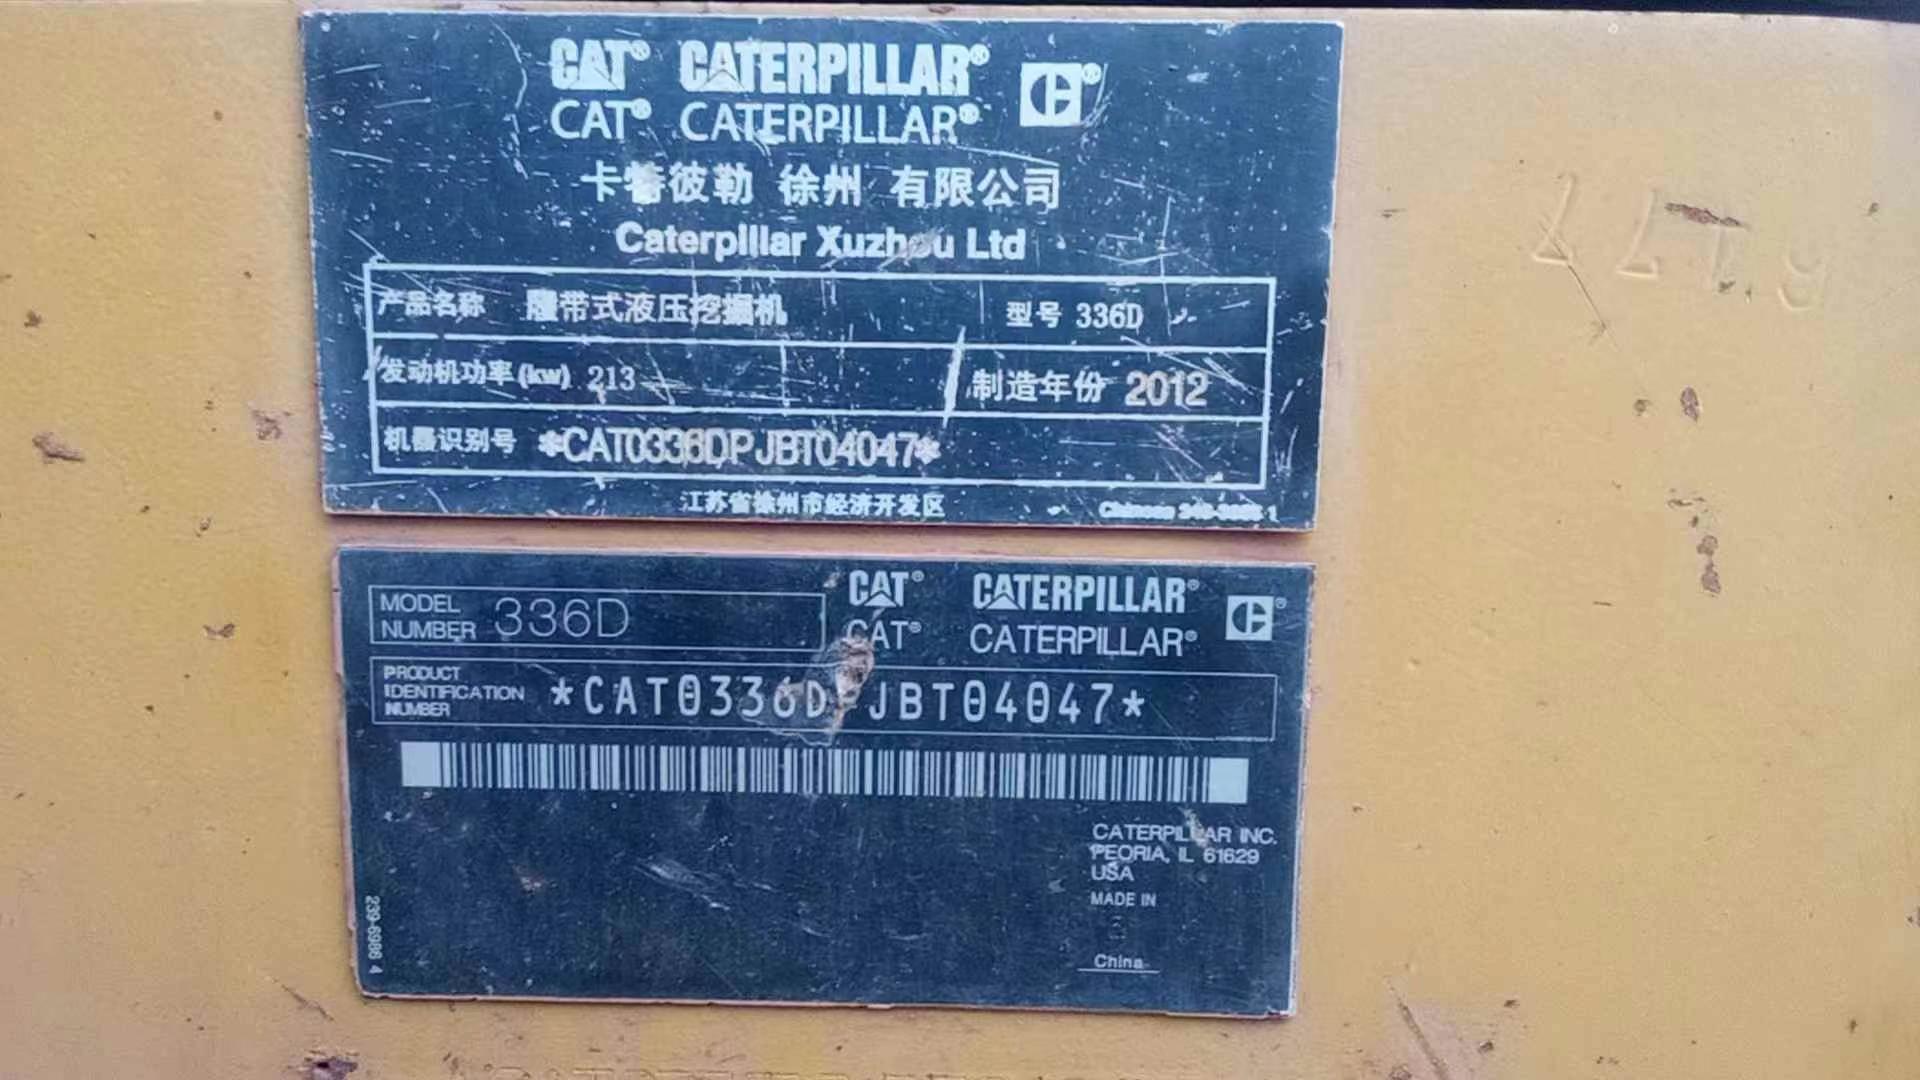 CAT® CATERPILLAR®
CAT® CATERPILLAR®
卡特彼勒 徐州 有限公司
Caterpillar Xuzhou Ltd
产品名称 履带式液压挖掘机 型号 336D
发动机功率(kw) 213 制造年份 2012
机器识别号 *CAT0336DPJBT04047*
江苏省徐州市经济开发区
Chinese
MODEL NUMBER 336D
CAT® CATERPILLAR®
CAT® CATERPILLAR®
PRODUCT
IDENTIFICATION
NUMBER
*CAT0336D JBT04047*
CATERPILLAR INC.
PEORIA, IL 61629
USA
MADE IN
China
239-6986 4